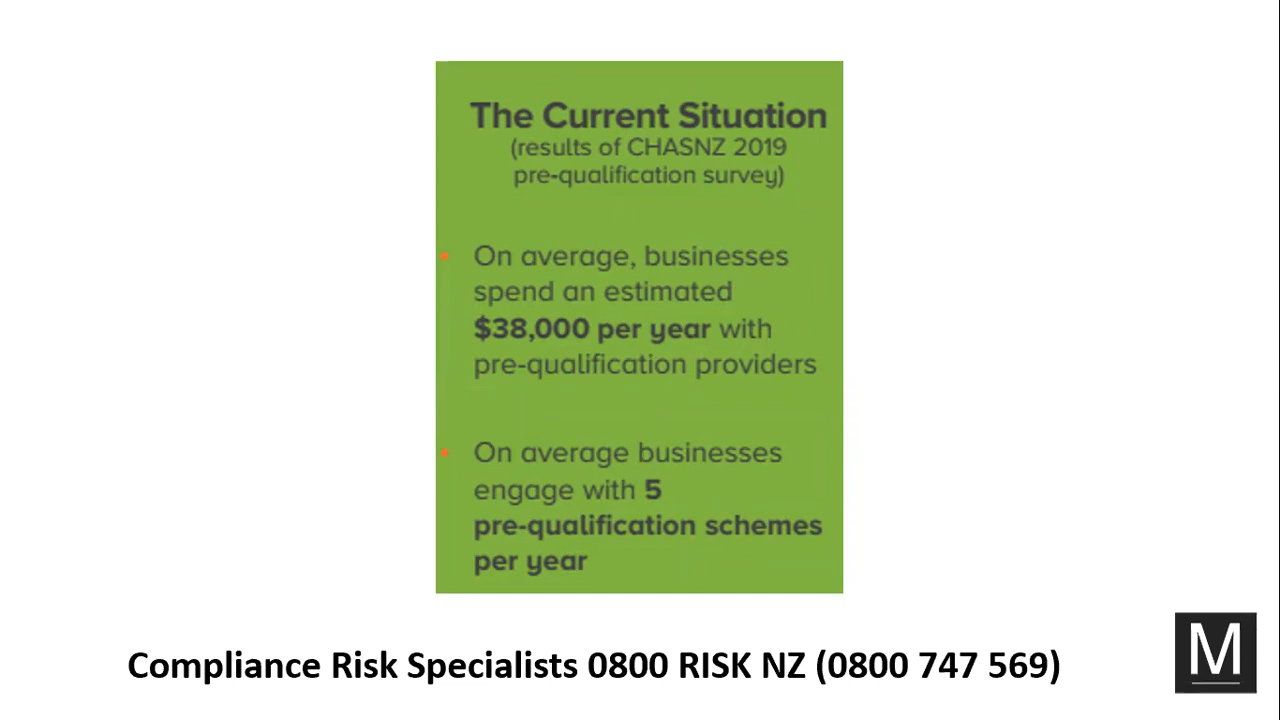 The Current Situation
(results of CHASNZ 2019
pre-qualification survey)
• On average, businesses
spend an estimated
$38,000 per year with
pre-qualification providers
• On average businesses
engage with 5
pre-qualification schemes
per year
Compliance Risk Specialists 0800 RISK NZ (0800 747 569)
M